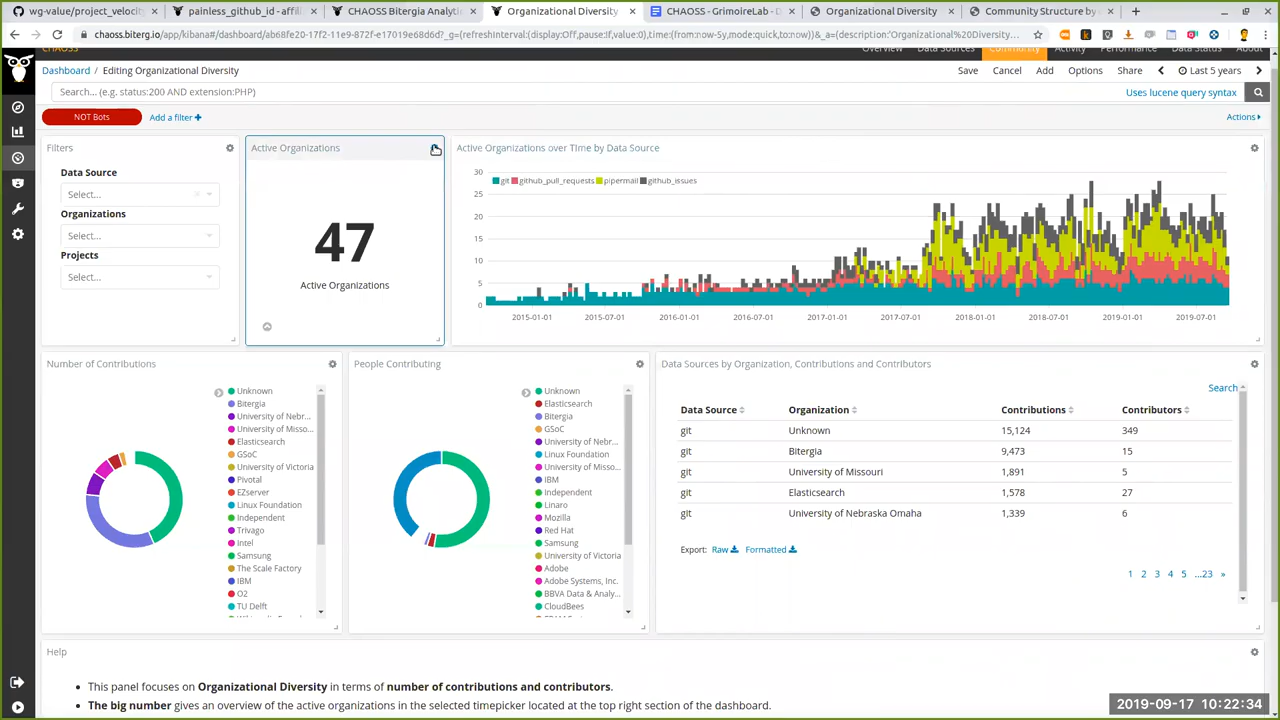 wg-value/project_velocity
painless_github_id - affili
CHAOSS Bitergia Analytic
Organizational Diversity
CHAOSS - GrimoireLab - D
Organizational Diversity
Community Structure by
chaoss.biterg.io/app/kibana#/dashboard/ab68fe20-17f2-11e9-872f-e17019e68d6d?_g=(refreshInterval:(display:Off,pause:!f,value:0),time:(from:now-5y,mode:quick,to:now))&_a=(description:'Organizational%20Diversity...
CHAOSS
Overview Data Sources Community Activity Performance Data Status About
Dashboard / Editing Organizational Diversity
Save Cancel Add Options Share Last 5 years
Search... (e.g. status:200 AND extension:PHP)
Uses lucene query syntax
NOT Bots Add a filter +
Actions
Filters
Data Source
Select...
Organizations
Select...
Projects
Select...
Active Organizations
47
Active Organizations
Active Organizations over TIme by Data Source
git github_pull_requests pipermail github_issues
30
25
20
15
10
5
0
2015-01-01 2015-07-01 2016-01-01 2016-07-01 2017-01-01 2017-07-01 2018-01-01 2018-07-01 2019-01-01 2019-07-01
Number of Contributions
Unknown
Bitergia
University of Nebr...
University of Misso...
Elasticsearch
GSoC
University of Victoria
Pivotal
EZserver
Linux Foundation
Independent
Trivago
Intel
Samsung
The Scale Factory
IBM
O2
TU Delft
People Contributing
Unknown
Elasticsearch
Bitergia
GSoC
University of Nebr...
Linux Foundation
University of Misso...
IBM
Independent
Linaro
Mozilla
Red Hat
Samsung
University of Victoria
Adobe
Adobe Systems, Inc.
BBVA Data & Analy...
CloudBees
Data Sources by Organization, Contributions and Contributors
Search
Data Source Organization Contributions Contributors
git Unknown 15,124 349
git Bitergia 9,473 15
git University of Missouri 1,891 5
git Elasticsearch 1,578 27
git University of Nebraska Omaha 1,339 6
Export: Raw Formatted
1 2 3 4 5 ...23 »
Help
• This panel focuses on Organizational Diversity in terms of number of contributions and contributors.
• The big number gives an overview of the active organizations in the selected timepicker located at the top right section of the dashboard.
2019-09-17 10:22:34